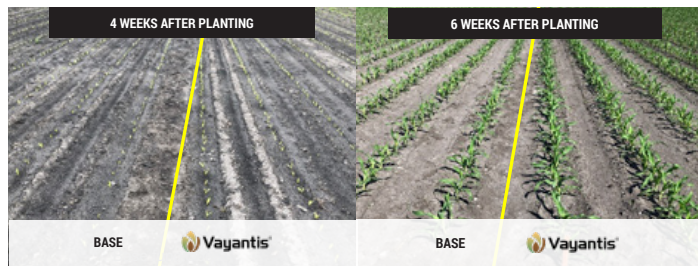 4 WEEKS AFTER PLANTING
6 WEEKS AFTER PLANTING
BASE
Vayantis®
BASE
Vayantis®